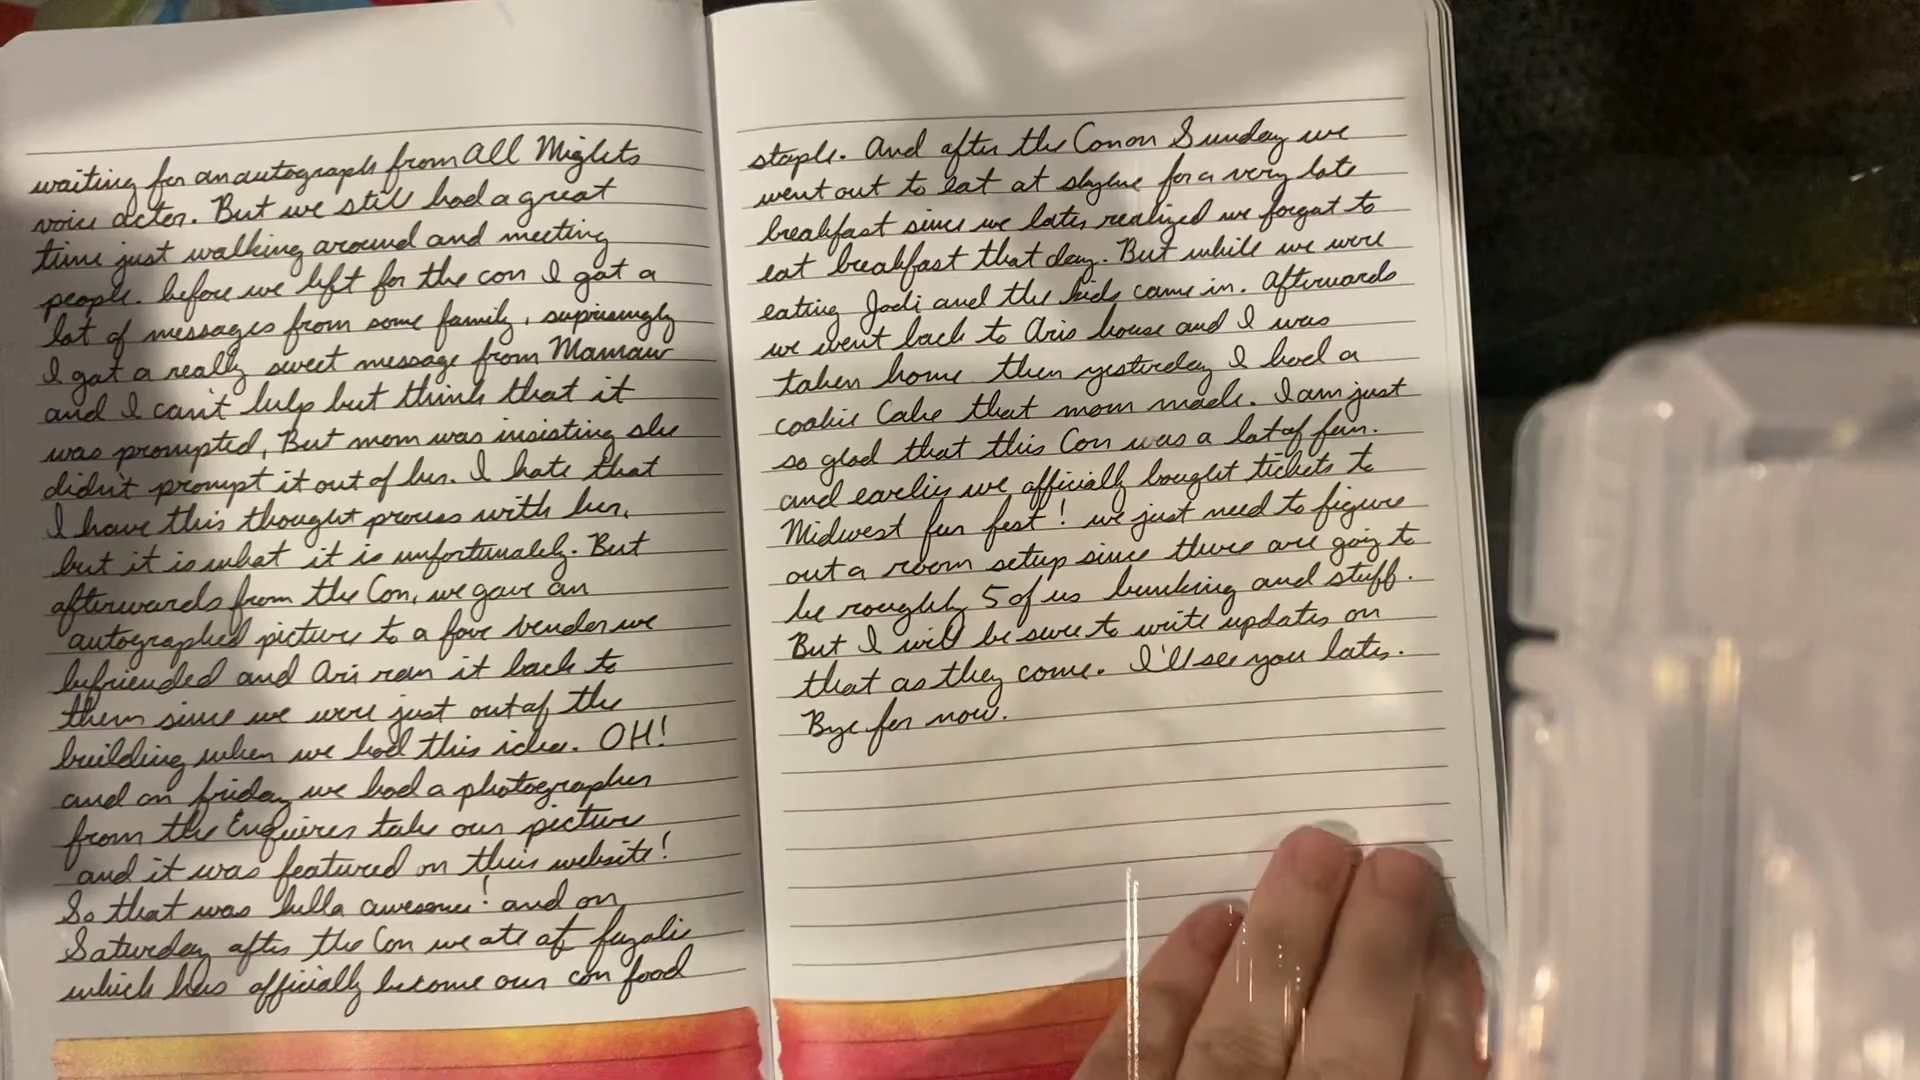 waiting for an autograph from All Mights
voice actor. But we still had a great
time just walking around and meeting
people. before we left for the con I got a
lot of messages from some family, suprisingly
I got a really sweet message from Mamaw
and I can't help but think that it
was prompted, But mom was insisting she
didn't prompt it out of her. I hate that
I have this thought process with her,
but it is what it is unfortunately. But
afterwards from the Con, we gave an
autographed picture to a fave vendor we
befriended and Ari ran it back to
them since we were just out of the
building when we had this idea. OH!
and on friday we had a photographer
from the Enquirer take our picture
and it was featured on their website!
So that was hella awesome! and on
Saturday after the Con we ate at fazolis
which has officially become our con food
staple. And after the Con on Sunday we
went out to eat at skyline for a very late
breakfast since we later realized we forgot to
eat breakfast that day. But while we were
eating Jodi and the kids came in. Afterwards
we went back to Aris house and I was
taken home then yesterday I had a
cookie Cake that mom made. I am just
so glad that this Con was a lot of fun.
and earlier we officially bought tickets to
Midwest fur fest! we just need to figure
out a room setup since there are going to
be roughly 5 of us bunking and stuff.
But I will be sure to write updates on
that as they come. I'll see you later.
Bye for now.